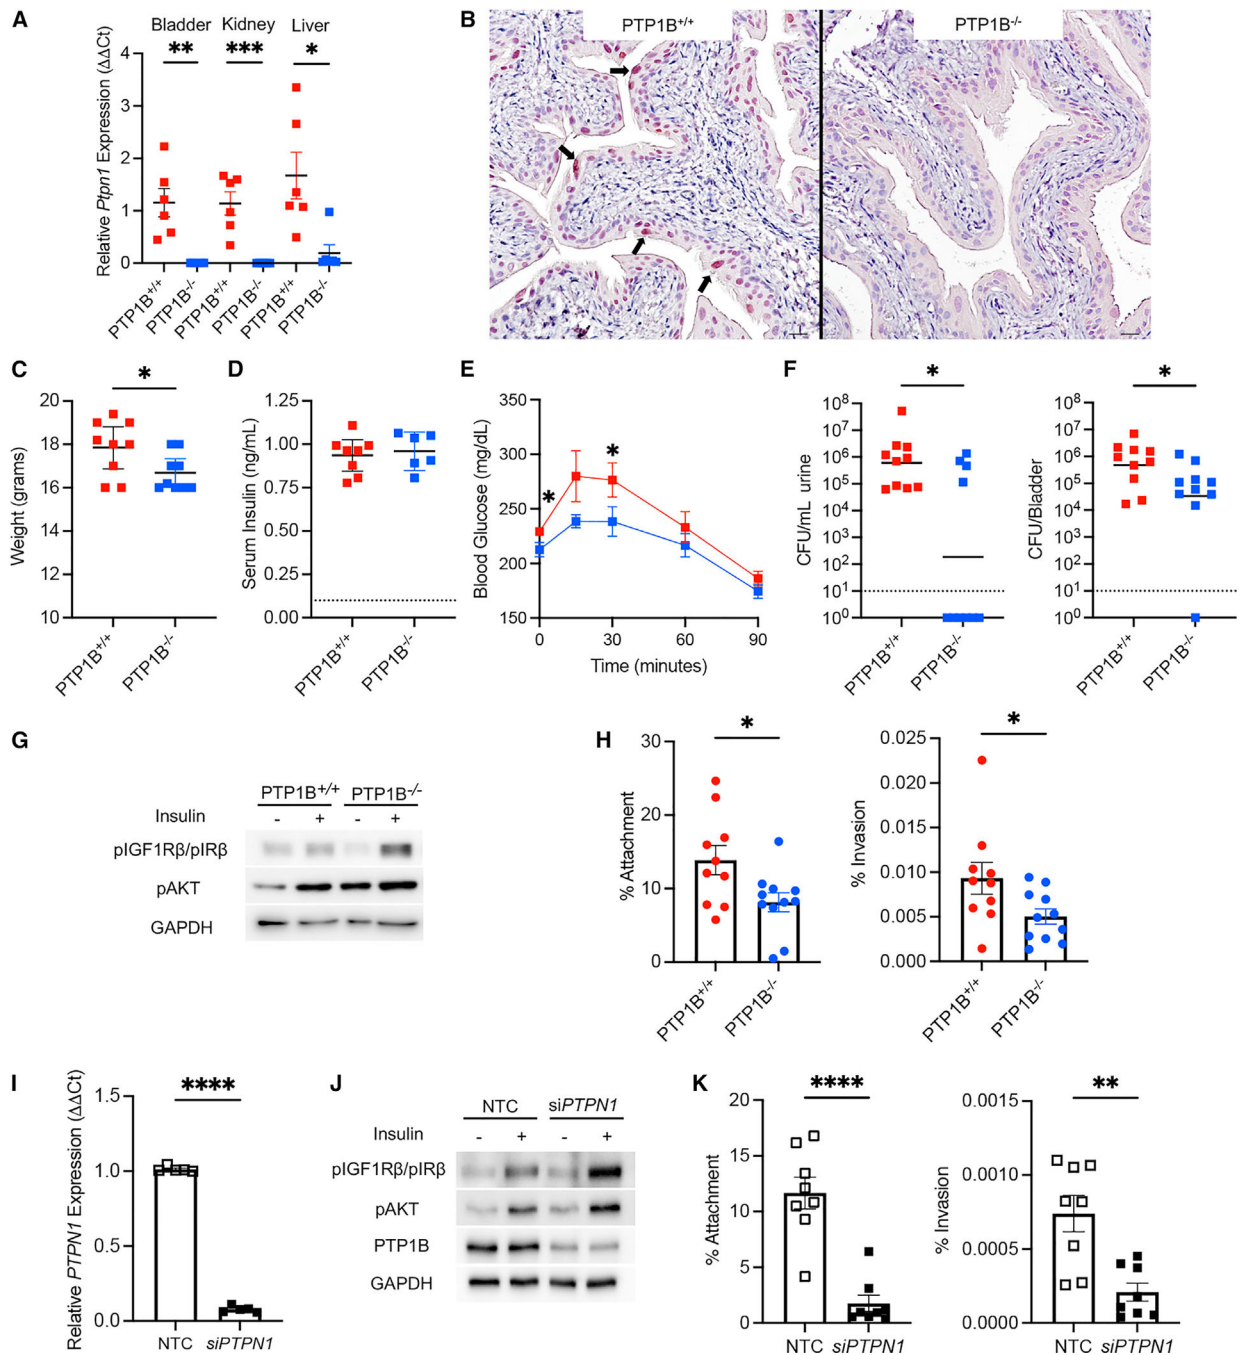 A
Bladder Kidney Liver
** *** *
Relative Ptpn1 Expression (ΔΔCt)
6
4
2
1
0
PTP1B+/+
PTP1B-/-
PTP1B+/+
PTP1B-/-
PTP1B+/+
PTP1B-/-
B
PTP1B+/+
PTP1B-/-
C
*
Weight (grams)
20
18
16
14
12
10
PTP1B+/+
PTP1B-/-
D
Serum Insulin (ng/mL)
1.25
1.00
0.75
0.50
0.25
0.00
PTP1B+/+
PTP1B-/-
E
Blood Glucose (mg/dL)
350
300
250
200
150
* *
0 30 60 90
Time (minutes)
F
*
CFU/mL urine
10^8
10^7
10^6
10^5
10^4
10^3
10^2
10^1
10^0
PTP1B+/+
PTP1B-/-
*
CFU/Bladder
10^8
10^7
10^6
10^5
10^4
10^3
10^2
10^1
10^0
PTP1B+/+
PTP1B-/-
G
PTP1B+/+ PTP1B-/-
Insulin - + - +
pIGF1Rβ/pIRβ
pAKT
GAPDH
H
*
% Attachment
30
20
10
0
PTP1B+/+
PTP1B-/-
*
% Invasion
0.025
0.020
0.015
0.010
0.005
0.000
PTP1B+/+
PTP1B-/-
I
****
Relative PTPN1 Expression (ΔΔCt)
1.5
1.0
0.5
0.0
NTC siPTPN1
J
NTC siPTPN1
Insulin - + - +
pIGF1Rβ/pIRβ
pAKT
PTP1B
GAPDH
K
****
% Attachment
20
15
10
5
0
NTC siPTPN1
**
% Invasion
0.0015
0.0010
0.0005
0.0000
NTC siPTPN1